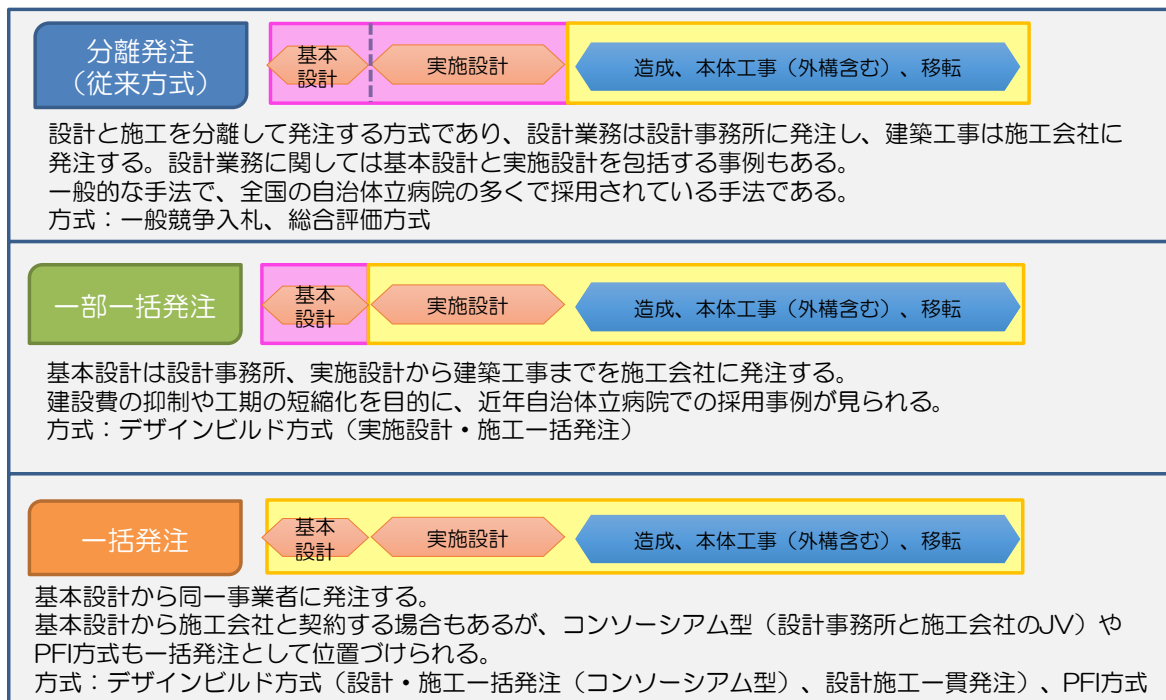 分離発注
（従来方式）
基本
設計
実施設計
造成、本体工事（外構含む）、移転
設計と施工を分離して発注する方式であり、設計業務は設計事務所に発注し、建築工事は施工会社に
発注する。設計業務に関しては基本設計と実施設計を包括する事例もある。
一般的な手法で、全国の自治体立病院の多くで採用されている手法である。
方式：一般競争入札、総合評価方式
一部一括発注
基本
設計
実施設計
造成、本体工事（外構含む）、移転
基本設計は設計事務所、実施設計から建築工事までを施工会社に発注する。
建設費の抑制や工期の短縮化を目的に、近年自治体立病院での採用事例が見られる。
方式：デザインビルド方式（実施設計・施工一括発注）
一括発注
基本
設計
実施設計
造成、本体工事（外構含む）、移転
基本設計から同一事業者に発注する。
基本設計から施工会社と契約する場合もあるが、コンソーシアム型（設計事務所と施工会社のJV）や
PFI方式も一括発注として位置づけられる。
方式：デザインビルド方式（設計・施工一括発注（コンソーシアム型）、設計施工一貫発注）、PFI方式